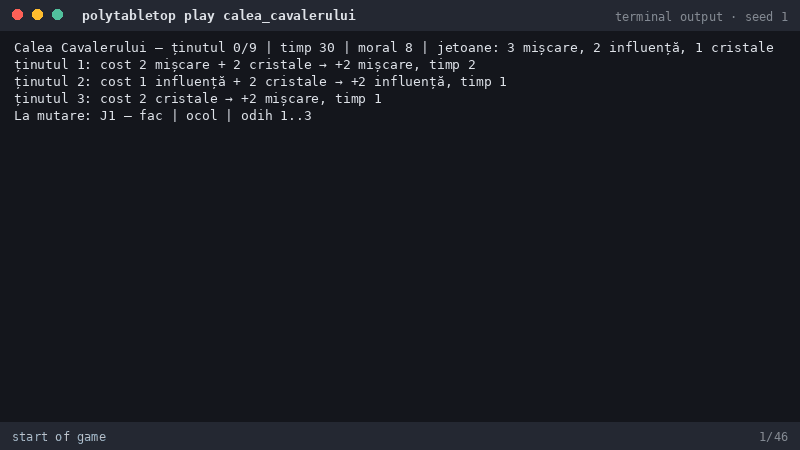 polytabletop play calea_cavalerului
terminal output · seed 1
Calea Cavalerului — ținutul 0/9 | timp 30 | moral 8 | jetoane: 3 mișcare, 2 influență, 1 cristale
ținutul 1: cost 2 mișcare + 2 cristale → +2 mișcare, timp 2
ținutul 2: cost 1 influență + 2 cristale → +2 influență, timp 1
ținutul 3: cost 2 cristale → +2 mișcare, timp 1
La mutare: J1 — fac | ocol | odih 1..3
start of game
1/46